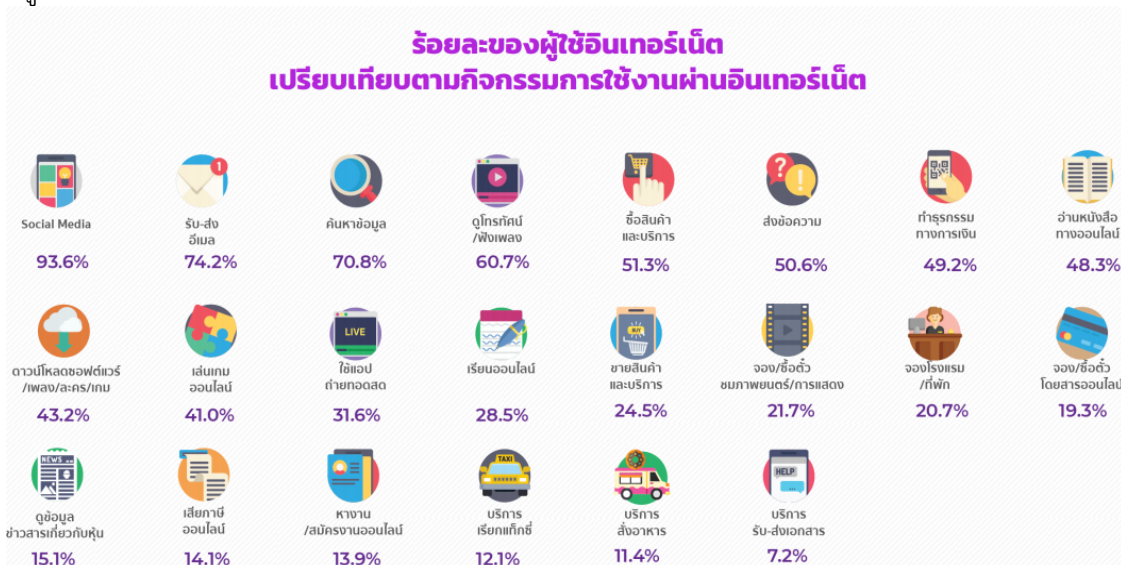 ร้อยละของผู้ใช้อินเทอร์เน็ต
เปรียบเทียบตามกิจกรรมการใช้งานผ่านอินเทอร์เน็ต
1
Social Media
93.6%
รับ-ส่ง
อีเมล
74.2%
ค้นหาข้อมูล
70.8%
ดูโทรทัศน์
/ฟังเพลง
60.7%
ซื้อสินค้า
และบริการ
51.3%
ส่งข้อความ
50.6%
ทำธุรกรรม
ทางการเงิน
49.2%
อ่านหนังสือ
ทางออนไลน์
48.3%
ดาวน์โหลดซอฟต์แวร์
/เพลง/ละคร/เกม
43.2%
เล่นเกม
ออนไลน์
41.0%
LIVE
ใช้แอป
ถ่ายทอดสด
31.6%
เรียนออนไลน์
28.5%
BUY
ขายสินค้า
และบริการ
24.5%
จอง/ซื้อตั๋ว
ชมภาพยนตร์/การแสดง
21.7%
จองโรงแรม
/ที่พัก
20.7%
จอง/ซื้อตั๋ว
โดยสารออนไลน์
19.3%
NEWS
ดูข้อมูล
ข่าวสารเกี่ยวกับหุ้น
15.1%
เสียภาษี
ออนไลน์
14.1%
หางาน
/สมัครงานออนไลน์
13.9%
TAXI
บริการ
เรียกแท็กซี่
12.1%
บริการ
สั่งอาหาร
11.4%
HELP
บริการ
รับ-ส่งเอกสาร
7.2%